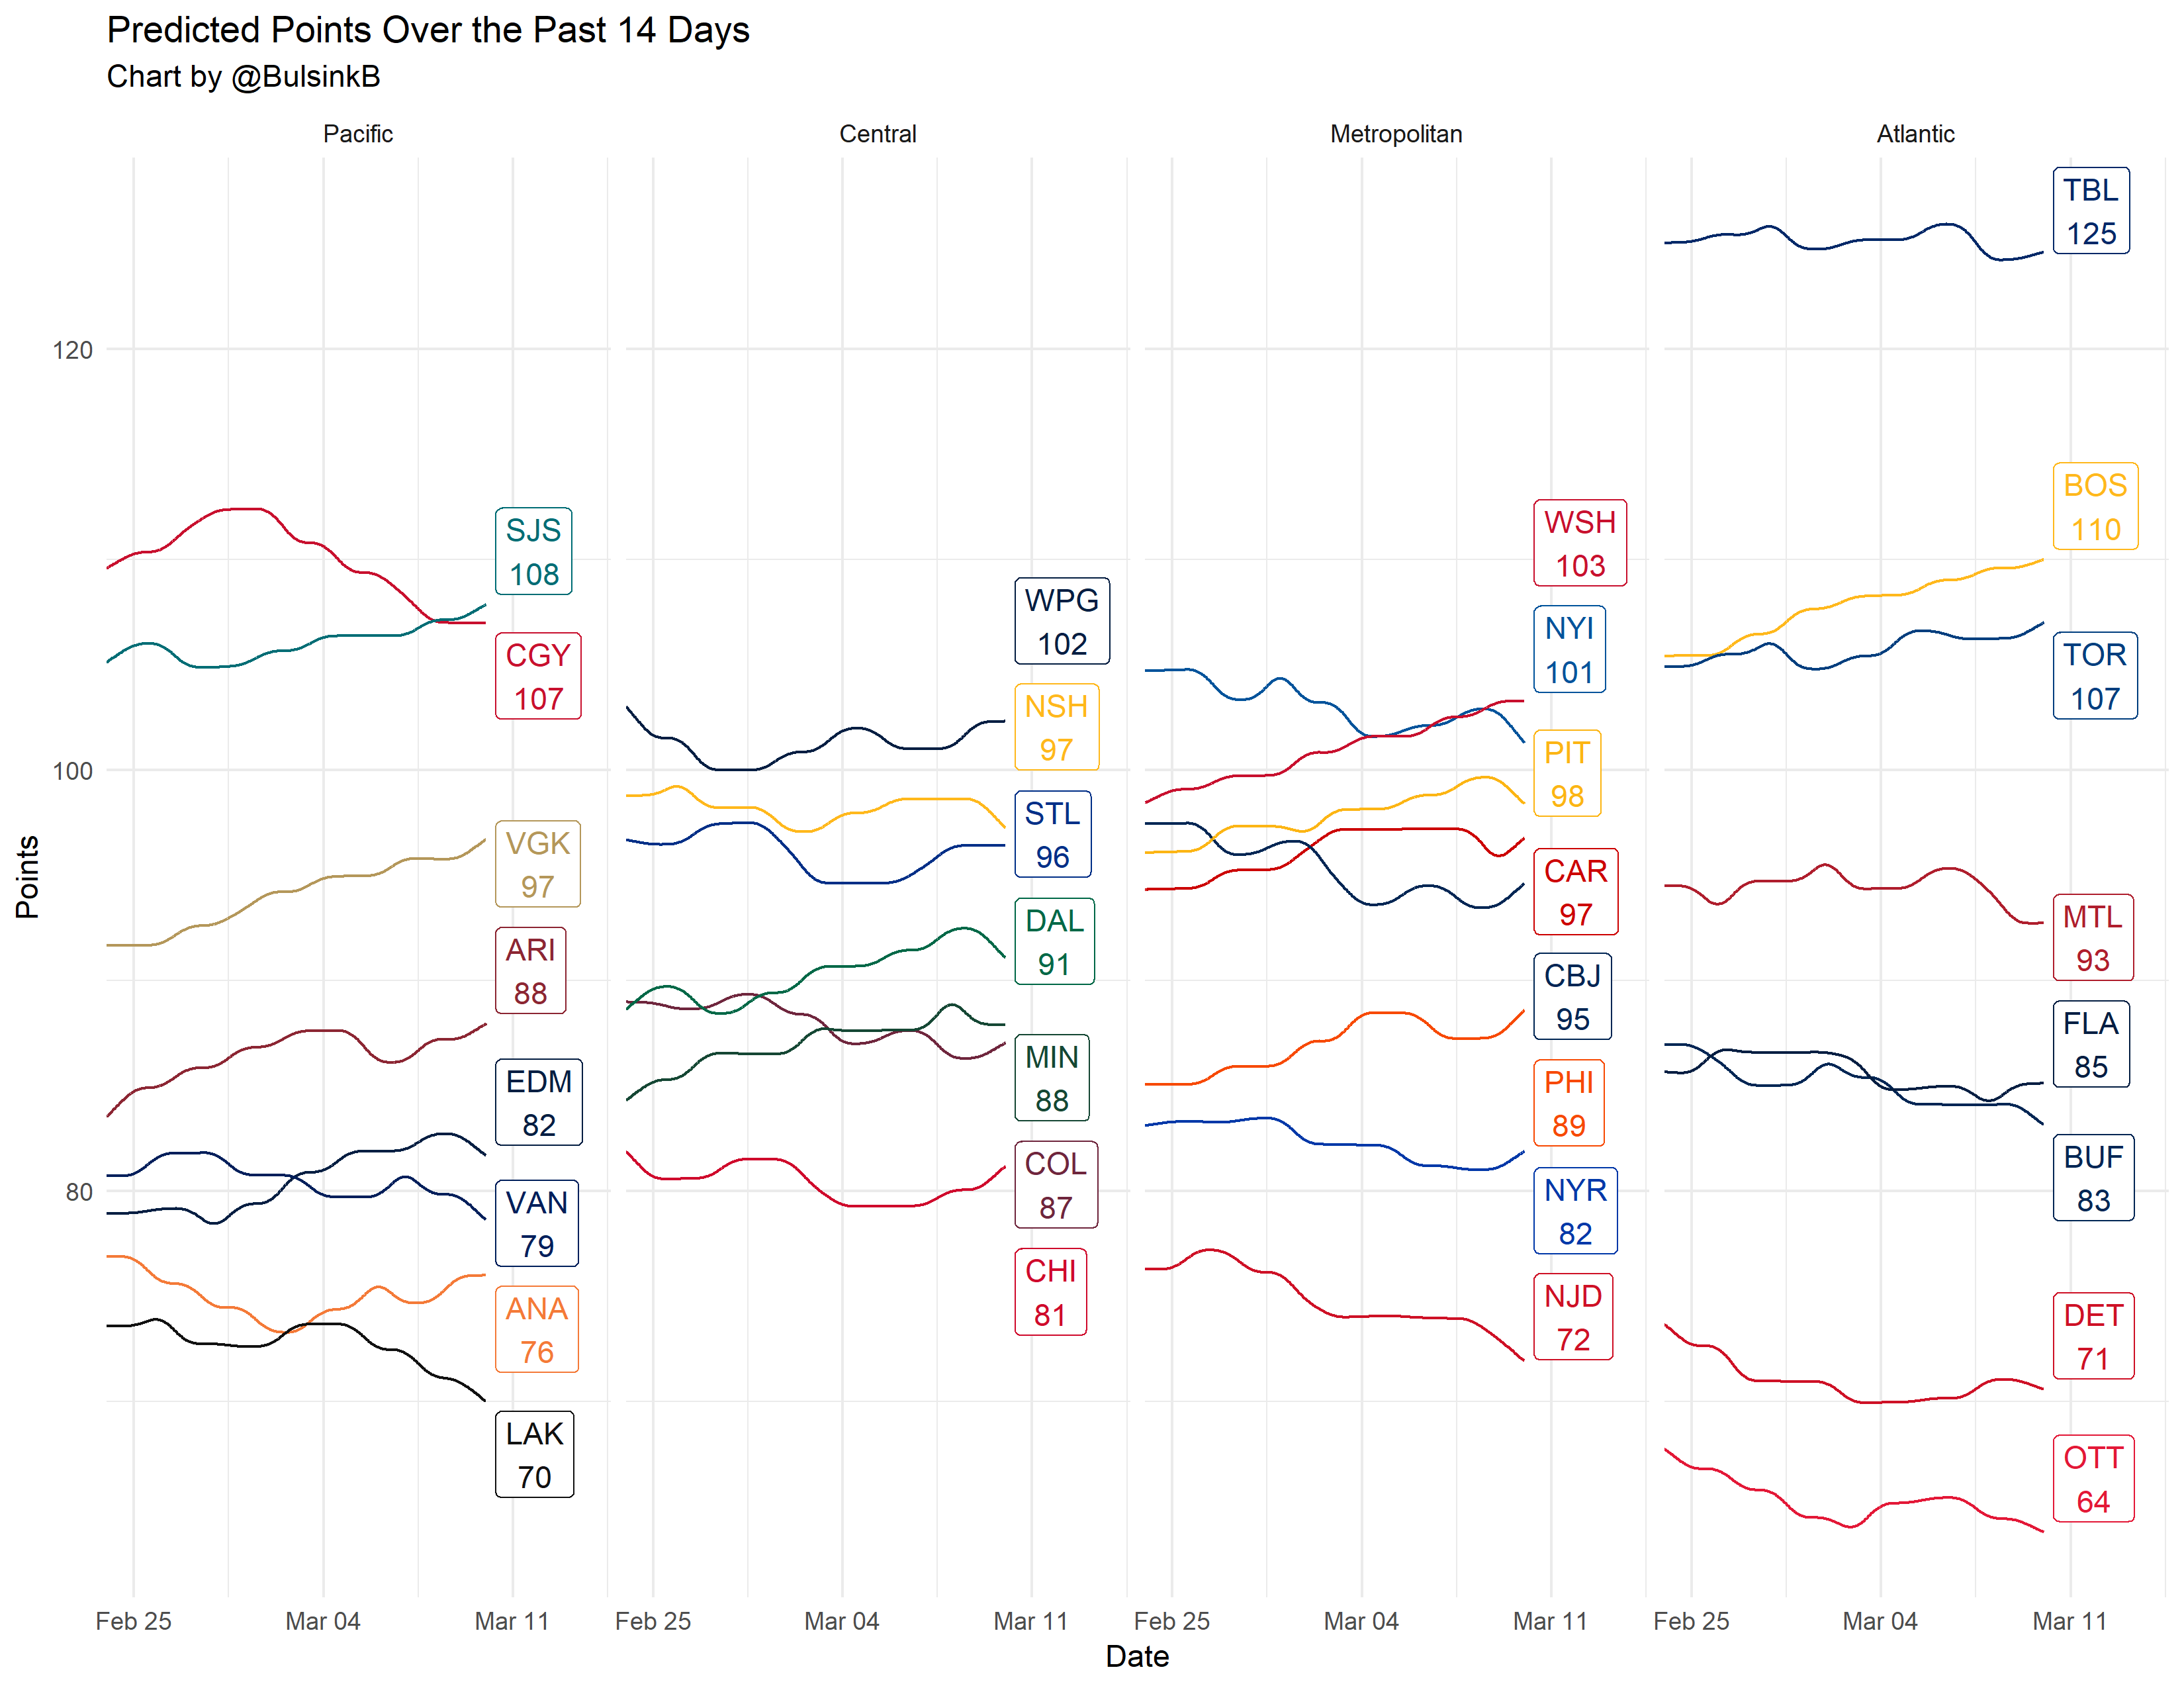 Predicted Points Over the Past 14 Days
Chart by @BulsinkB
Pacific
Central
Metropolitan
Atlantic
Points
120
100
80
SJS
108
CGY
107
VGK
97
ARI
88
EDM
82
VAN
79
ANA
76
LAK
70
WPG
102
NSH
97
STL
96
DAL
91
MIN
88
COL
87
CHI
81
WSH
103
NYI
101
PIT
98
CAR
97
CBJ
95
PHI
89
NYR
82
NJD
72
TBL
125
BOS
110
TOR
107
MTL
93
FLA
85
BUF
83
DET
71
OTT
64
Feb 25 Mar 04 Mar 11
Feb 25 Mar 04 Mar 11
Feb 25 Mar 04 Mar 11
Feb 25 Mar 04 Mar 11
Date